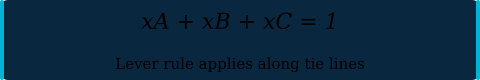 xA + xB + xC = 1
Lever rule applies along tie lines